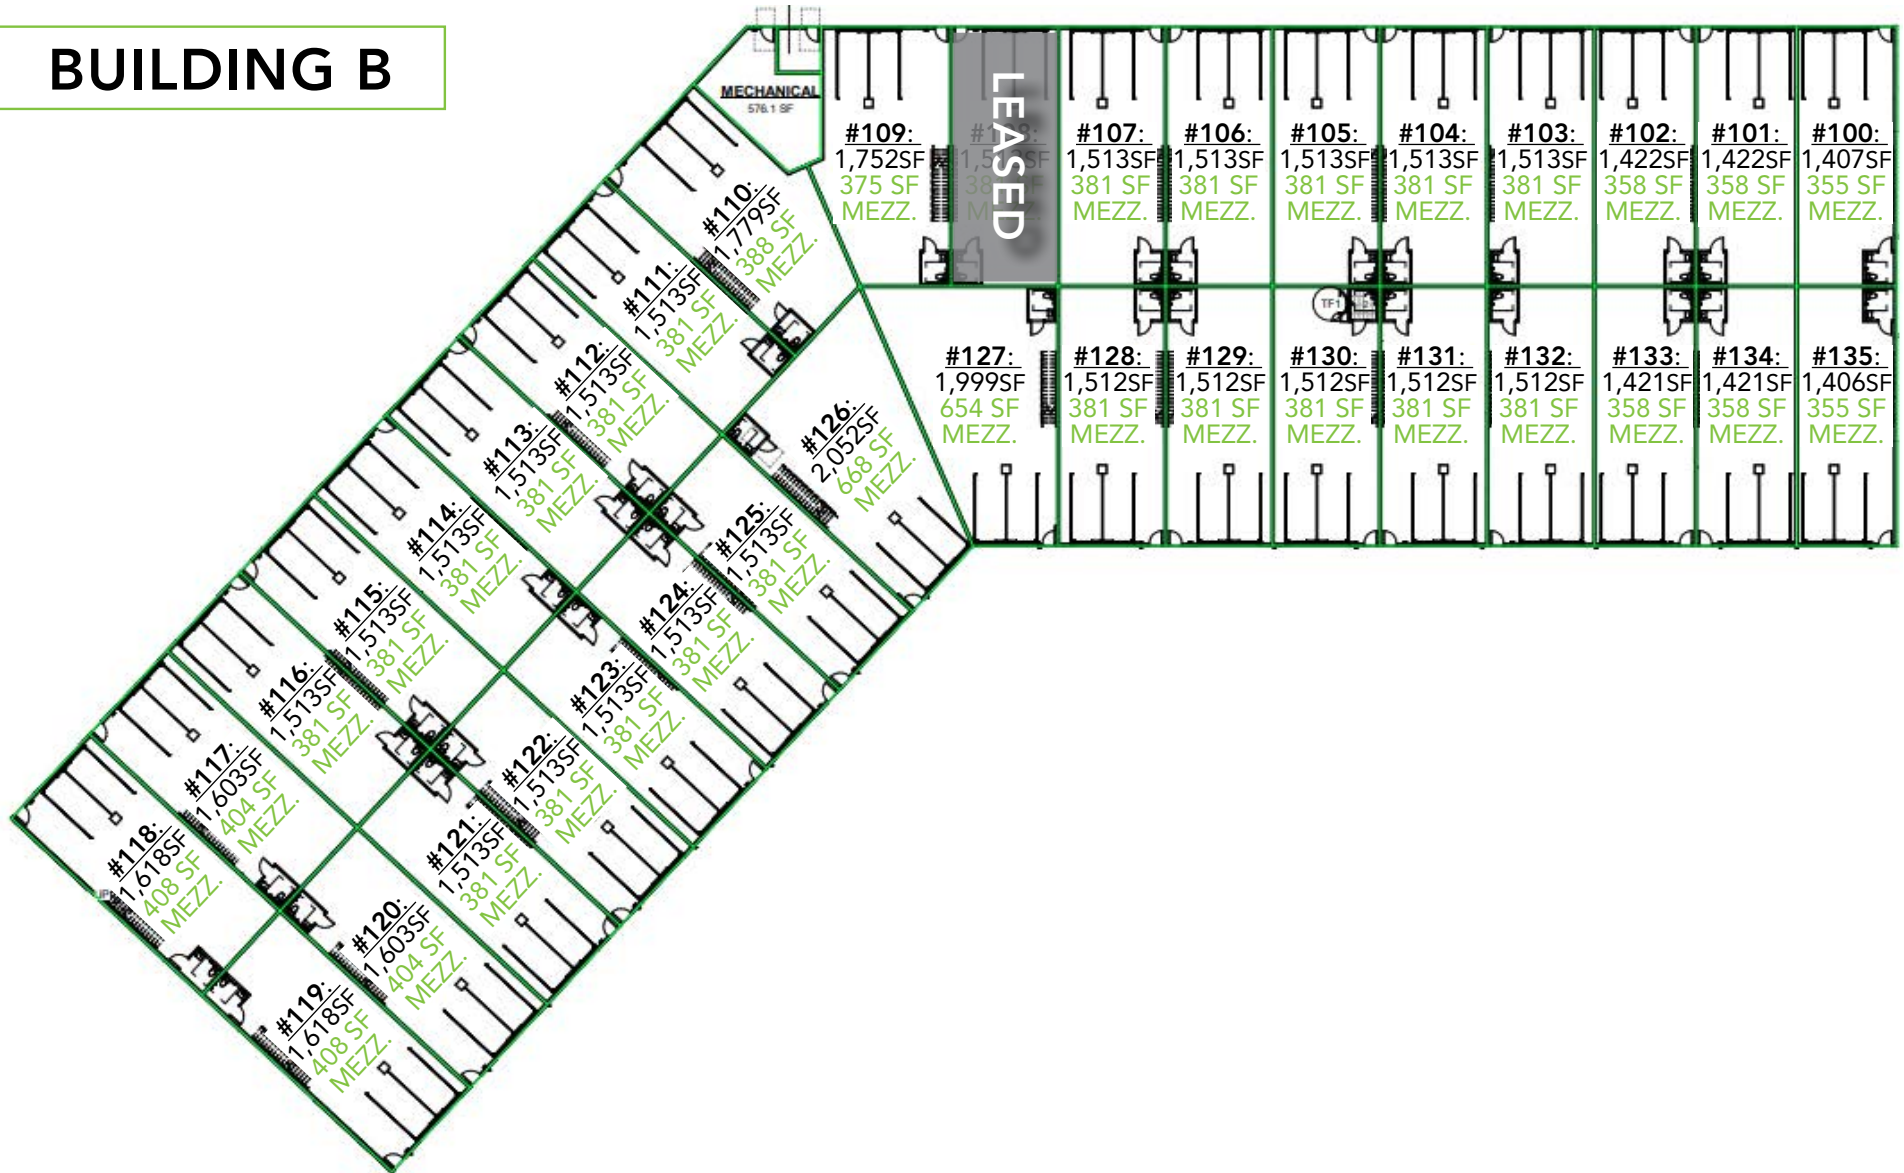 BUILDING B
MECHANICAL
576.1 SF
#109:
1,752SF
375 SF
MEZZ.
LEASED
#107:
1,513SF
381 SF
MEZZ.
#106:
1,513SF
381 SF
MEZZ.
#105:
1,513SF
381 SF
MEZZ.
#104:
1,513SF
381 SF
MEZZ.
#103:
1,513SF
381 SF
MEZZ.
#102:
1,422SF
358 SF
MEZZ.
#101:
1,422SF
358 SF
MEZZ.
#100:
1,407SF
355 SF
MEZZ.
#110:
1,779SF
388 SF
MEZZ.
#111:
1,513SF
381 SF
MEZZ.
#112:
1,513SF
381 SF
MEZZ.
#113:
1,513SF
381 SF
MEZZ.
#114:
1,513SF
381 SF
MEZZ.
#115:
1,513SF
381 SF
MEZZ.
#116:
1,513SF
381 SF
MEZZ.
#117:
1,603SF
404 SF
MEZZ.
#118:
1,618SF
408 SF
MEZZ.
UP
#119:
1,618SF
408 SF
MEZZ.
#120:
1,603SF
404 SF
MEZZ.
#121:
1,513SF
381 SF
MEZZ.
#122:
1,513SF
381 SF
MEZZ.
#123:
1,513SF
381 SF
MEZZ.
#124:
1,513SF
381 SF
MEZZ.
#125:
1,513SF
381 SF
MEZZ.
#126:
2,052SF
668 SF
MEZZ.
TF1
#127:
1,999SF
654 SF
MEZZ.
#128:
1,512SF
381 SF
MEZZ.
#129:
1,512SF
381 SF
MEZZ.
#130:
1,512SF
381 SF
MEZZ.
#131:
1,512SF
381 SF
MEZZ.
#132:
1,512SF
381 SF
MEZZ.
#133:
1,421SF
358 SF
MEZZ.
#134:
1,421SF
358 SF
MEZZ.
#135:
1,406SF
355 SF
MEZZ.